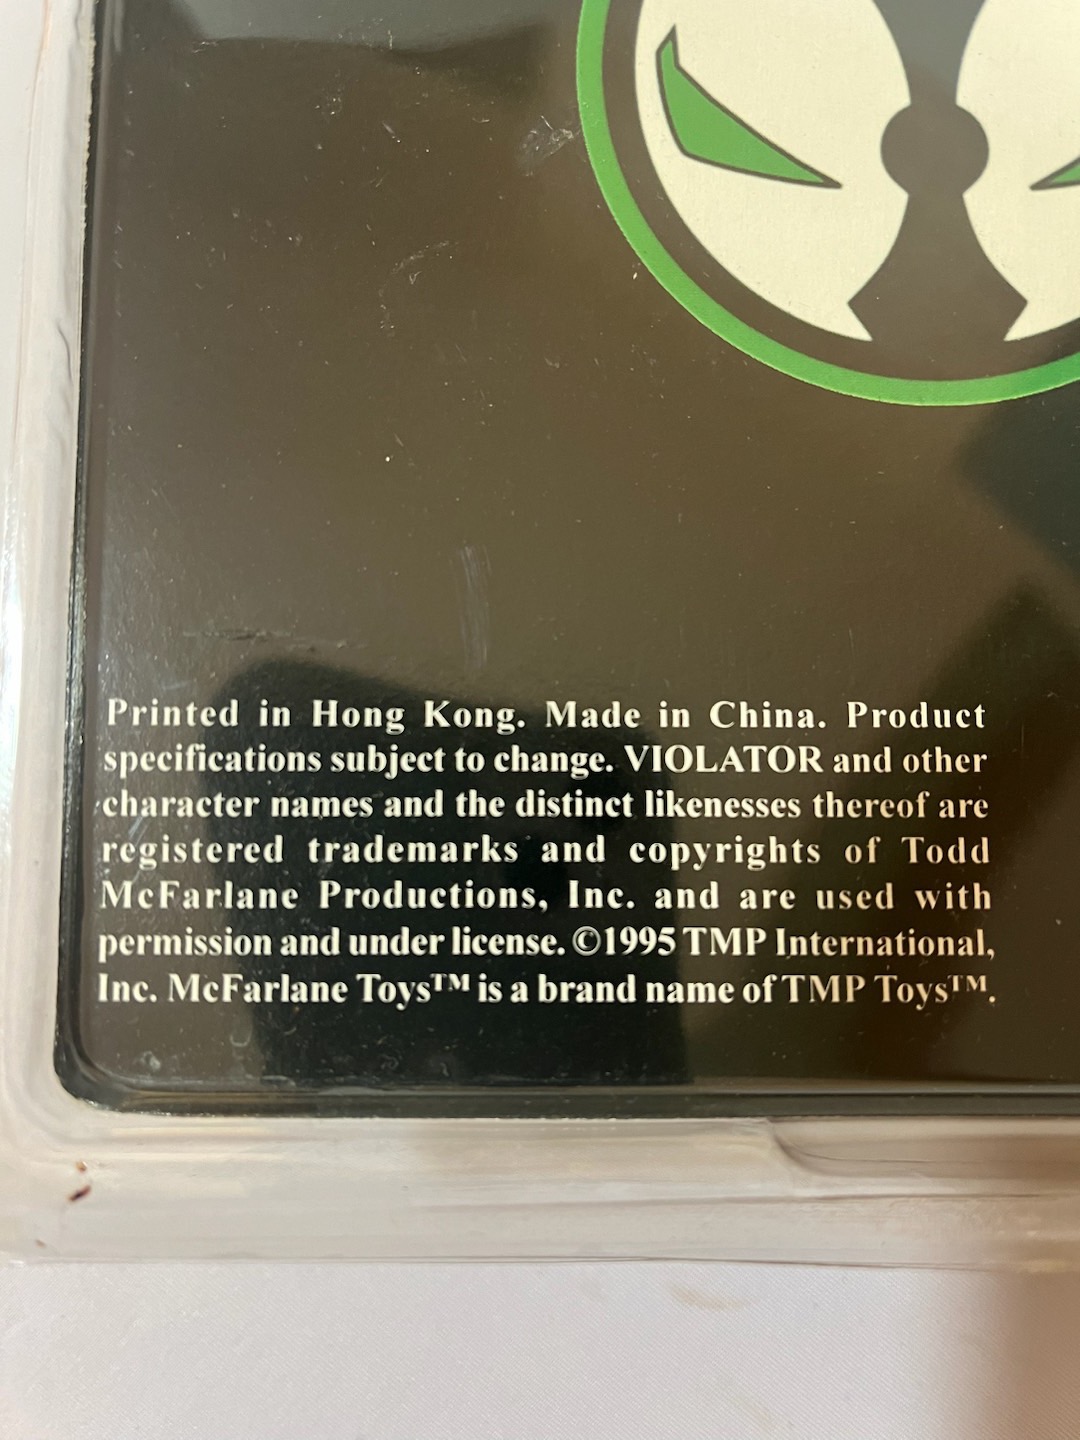 Printed in Hong Kong. Made in China. Product
specifications subject to change. VIOLATOR and other
character names and the distinct likenesses thereof are
registered trademarks and copyrights of Todd
McFarlane Productions, Inc. and are used with
permission and under license. ©1995 TMP International,
Inc. McFarlane Toys™ is a brand name of TMP Toys™.